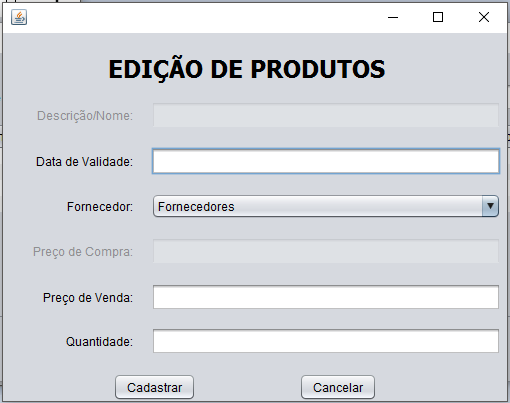 EDIÇÃO DE PRODUTOS
Descrição/Nome:
Data de Validade:
Fornecedor: Fornecedores
Preço de Compra:
Preço de Venda:
Quantidade:
Cadastrar Cancelar